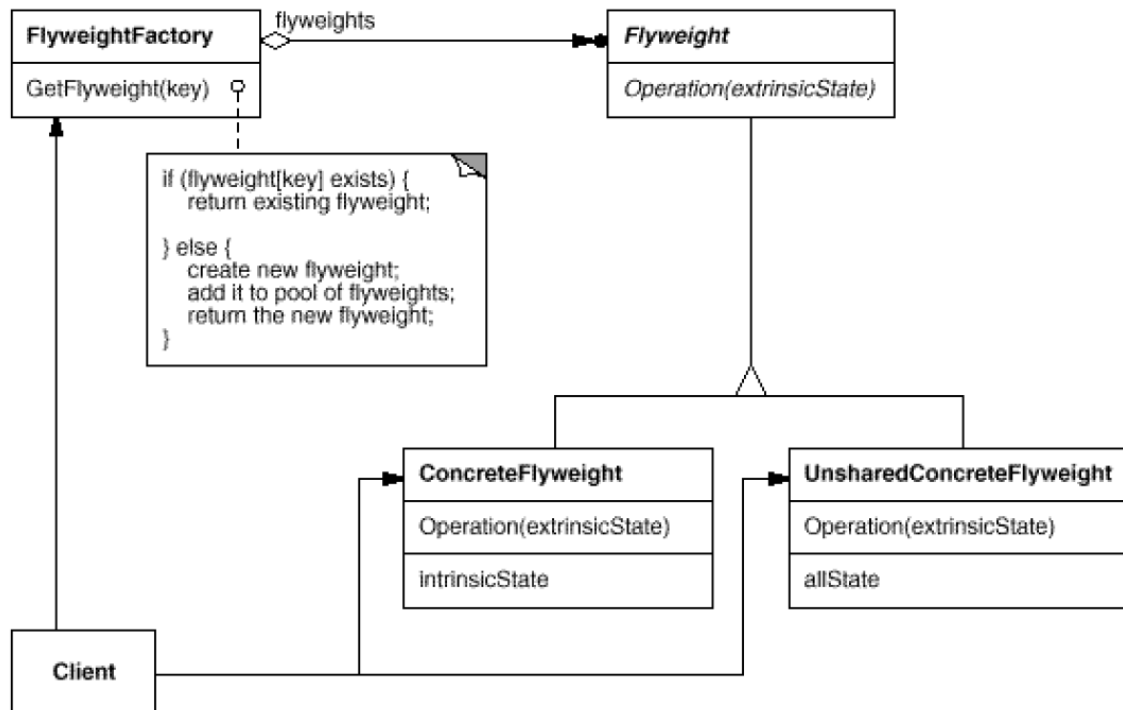 flyweights
FlyweightFactory
GetFlyweight(key)
Flyweight
Operation(extrinsicState)
if (flyweight[key] exists) {
return existing flyweight;
} else {
create new flyweight;
add it to pool of flyweights;
return the new flyweight;
}
ConcreteFlyweight
Operation(extrinsicState)
intrinsicState
UnsharedConcreteFlyweight
Operation(extrinsicState)
allState
Client